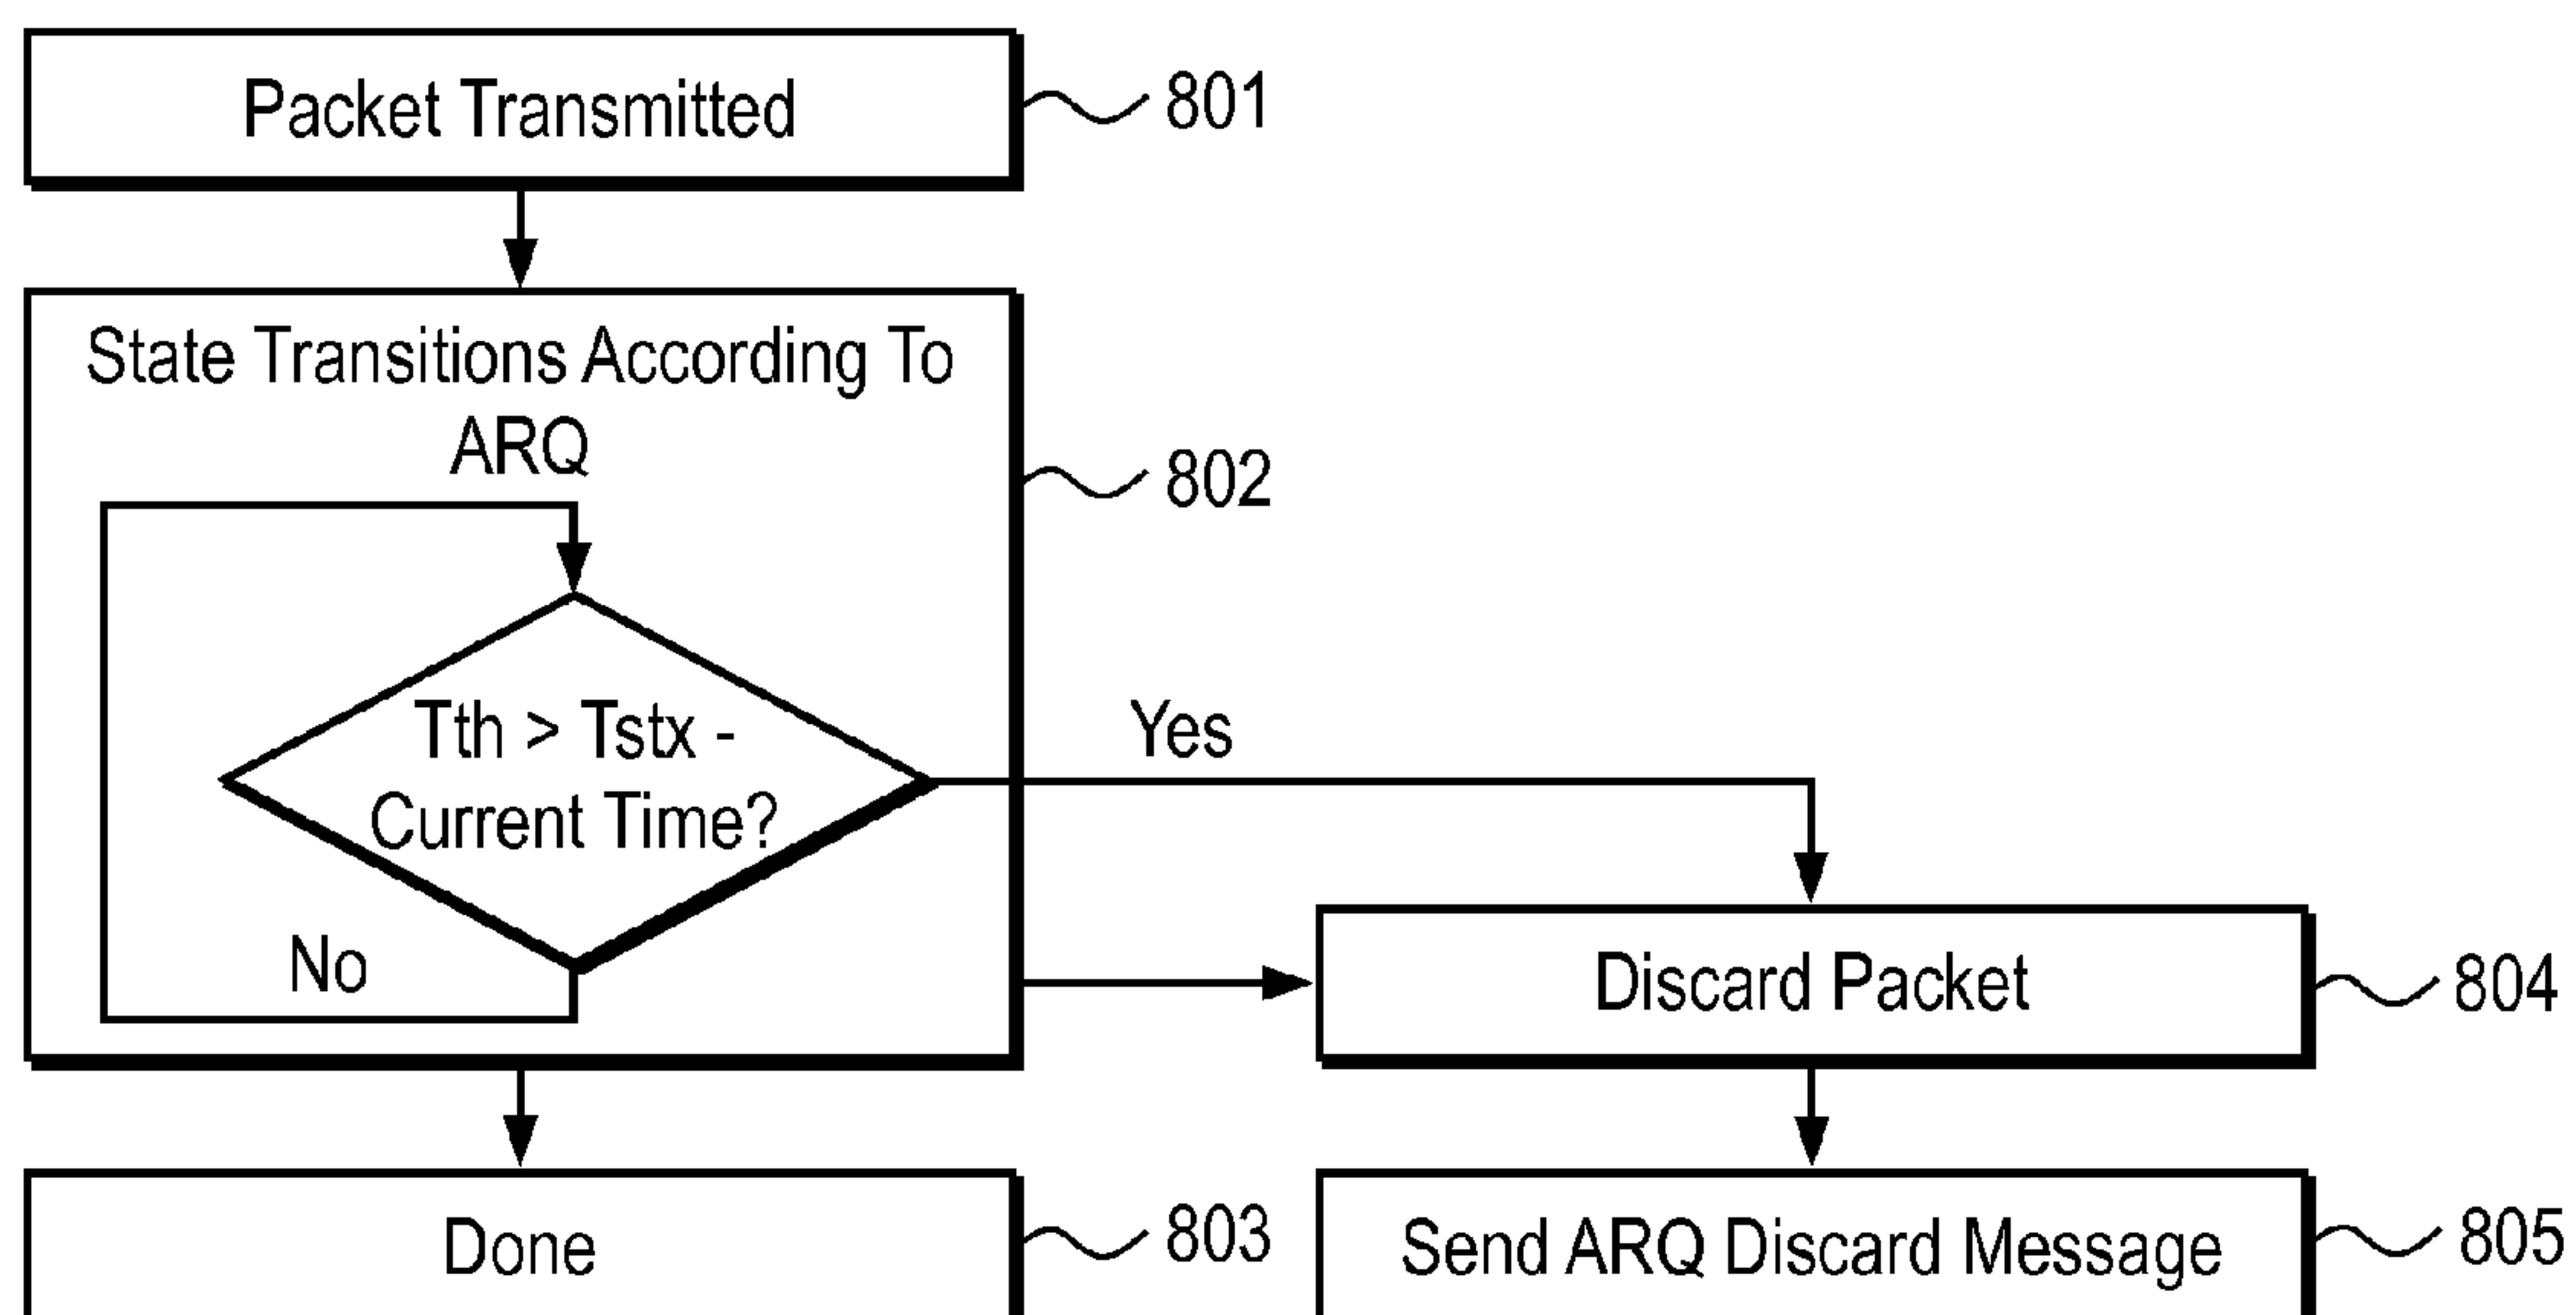 Packet Transmitted
801
State Transitions According To
ARQ
802
Tth > Tstx -
Current Time?
Yes
No
Discard Packet
804
Done
803
Send ARQ Discard Message
805